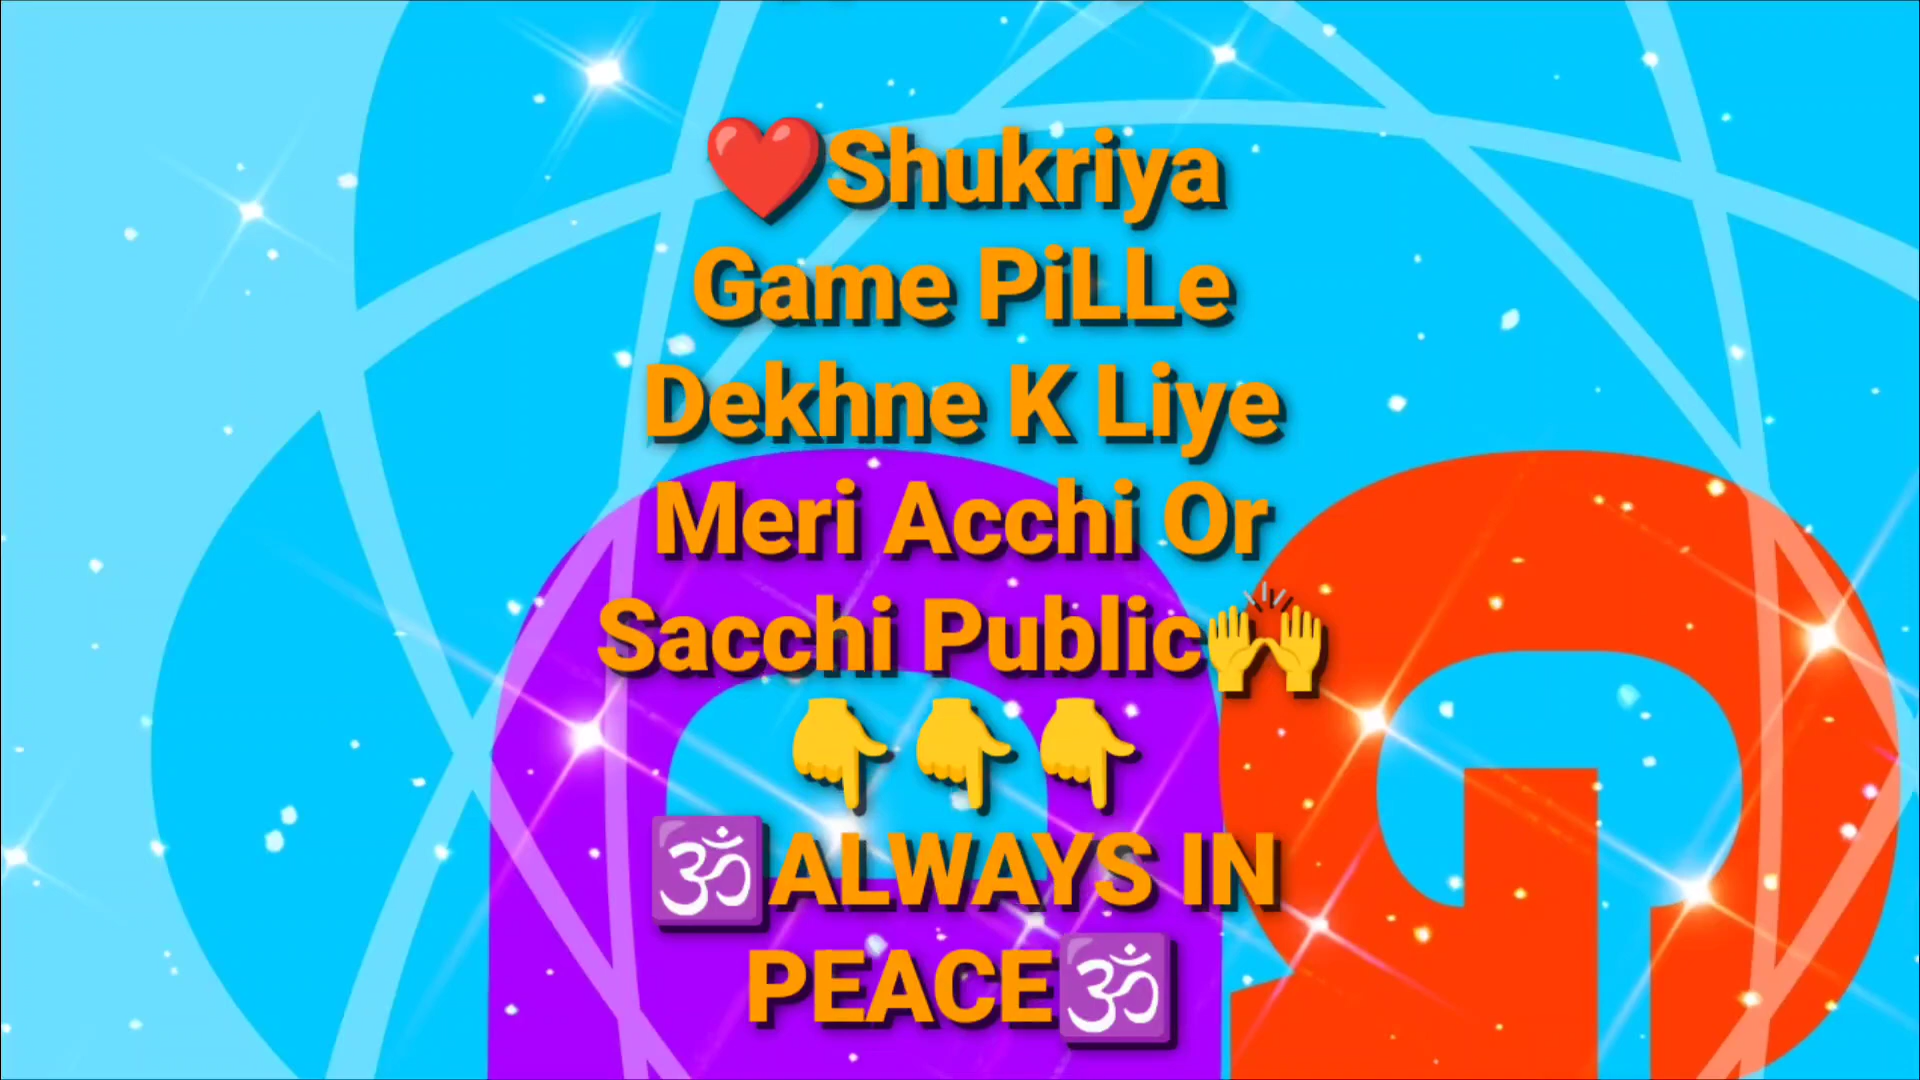 ❤️Shukriya
Game PiLLe
Dekhne K Liye
Meri Acchi Or
Sacchi Public🙌
👇👇👇
🕉️ALWAYS IN
PEACE🕉️